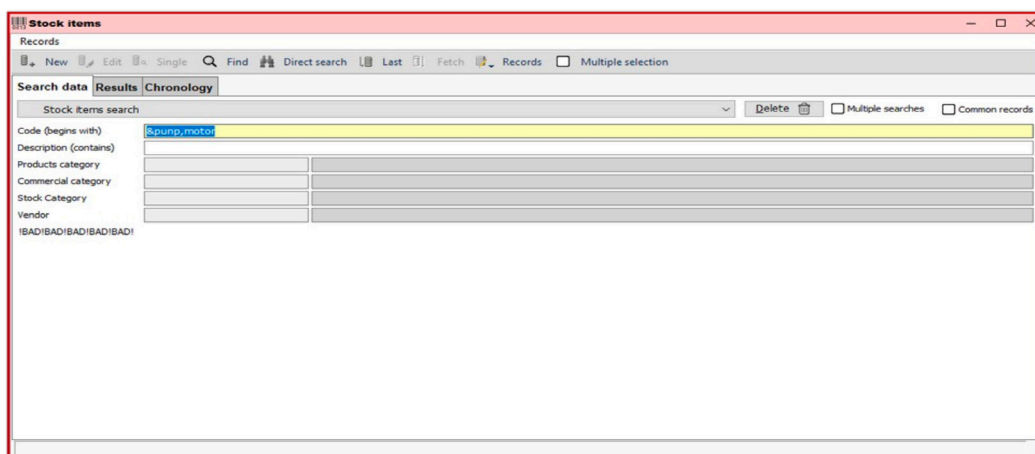 Stock items
Records
New Edit Single Find Direct search Last Fetch Records Multiple selection
Search data Results Chronology
Stock items search Delete Multiple searches Common records
Code (begins with) &punp,motor
Description (contains)
Products category
Commercial category
Stock Category
Vendor
!BAD!BAD!BAD!BAD!BAD!